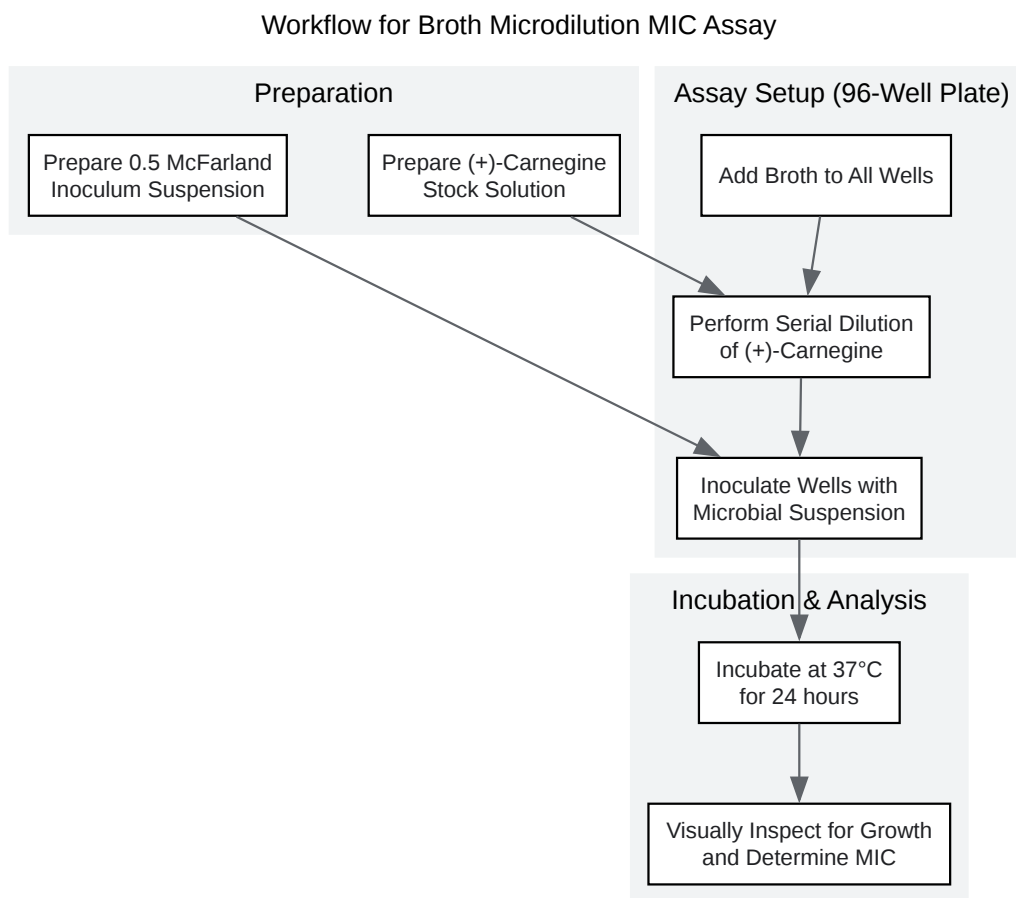 Workflow for Broth Microdilution MIC Assay
Preparation
Prepare 0.5 McFarland
Inoculum Suspension
Prepare (+)-Carnegine
Stock Solution
Assay Setup (96-Well Plate)
Add Broth to All Wells
Perform Serial Dilution
of (+)-Carnegine
Inoculate Wells with
Microbial Suspension
Incubation & Analysis
Incubate at 37°C
for 24 hours
Visually Inspect for Growth
and Determine MIC